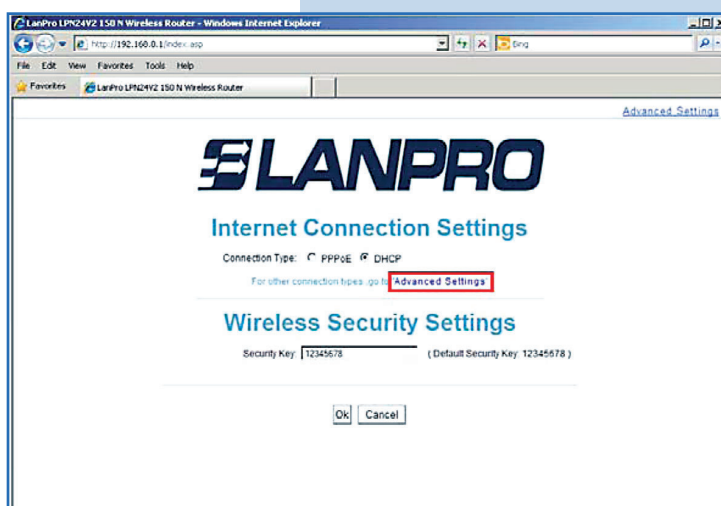 LanPro LPN24V2 150 N Wireless Router - Windows Internet Explorer
http://192.168.0.1/index.asp
Bing
File Edit View Favorites Tools Help
Favorites LanPro LPN24V2 150 N Wireless Router
Advanced Settings
LANPRO
Internet Connection Settings
Connection Type: PPPoE DHCP
For other connection types ,go to 'Advanced Settings'
Wireless Security Settings
Security Key: 12345678 ( Default Security Key: 12345678 )
Ok Cancel